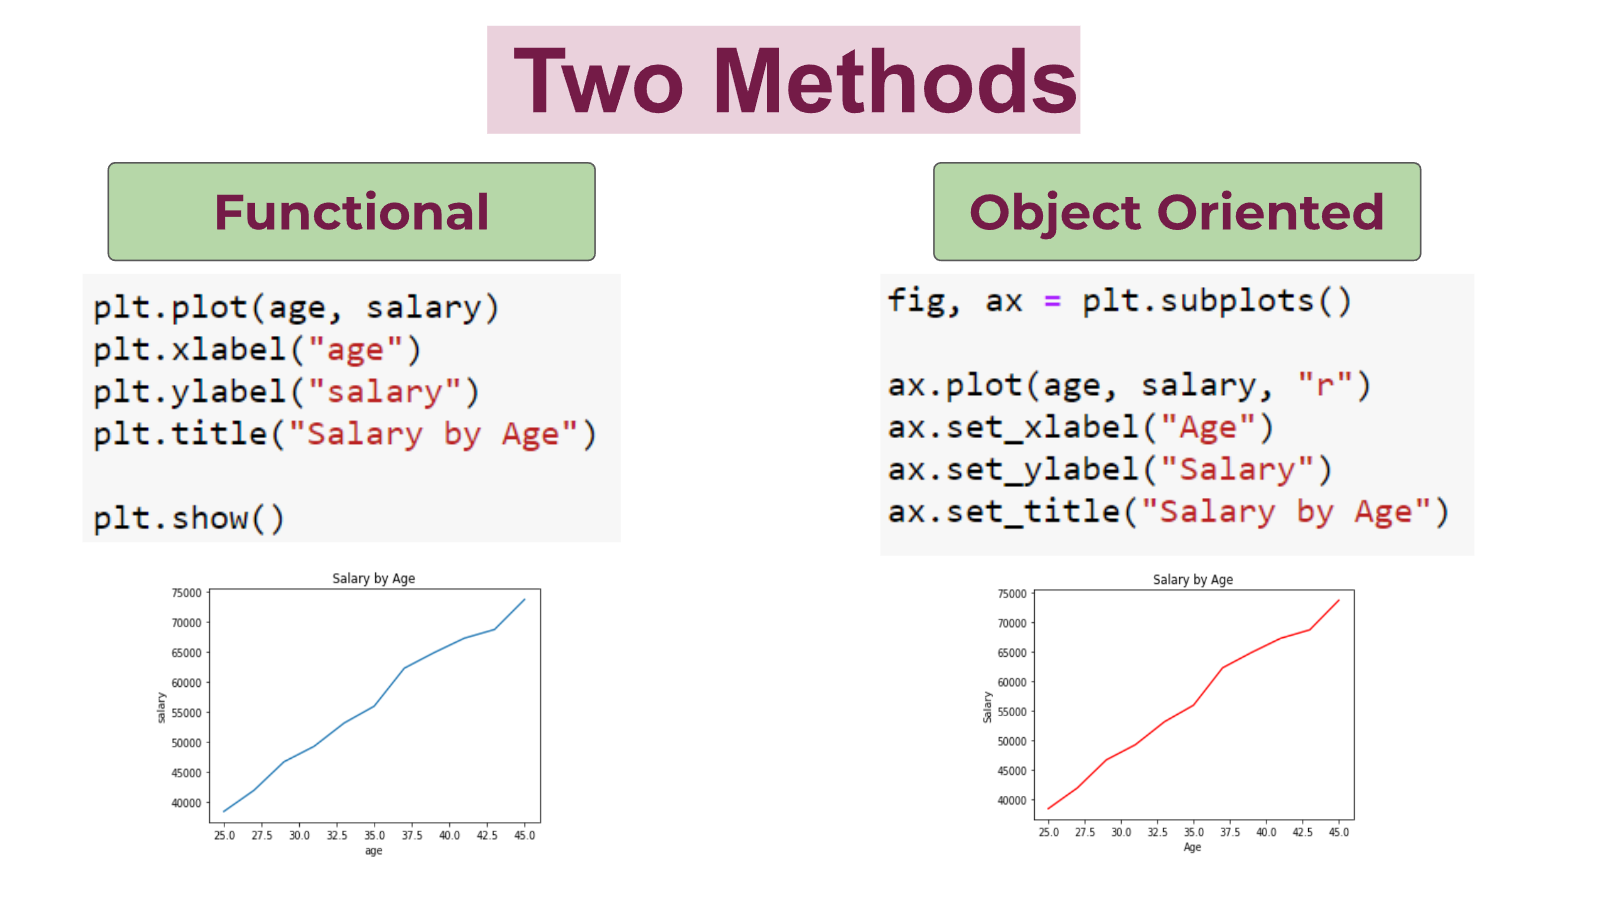 Two Methods
Functional
plt.plot(age, salary)
plt.xlabel("age")
plt.ylabel("salary")
plt.title("Salary by Age")
plt.show()
Salary by Age
75000
70000
65000
60000
55000
50000
45000
40000
salary
25.0 27.5 30.0 32.5 35.0 37.5 40.0 42.5 45.0
age
Object Oriented
fig, ax = plt.subplots()
ax.plot(age, salary, "r")
ax.set_xlabel("Age")
ax.set_ylabel("Salary")
ax.set_title("Salary by Age")
Salary by Age
75000
70000
65000
60000
55000
50000
45000
40000
Salary
25.0 27.5 30.0 32.5 35.0 37.5 40.0 42.5 45.0
Age